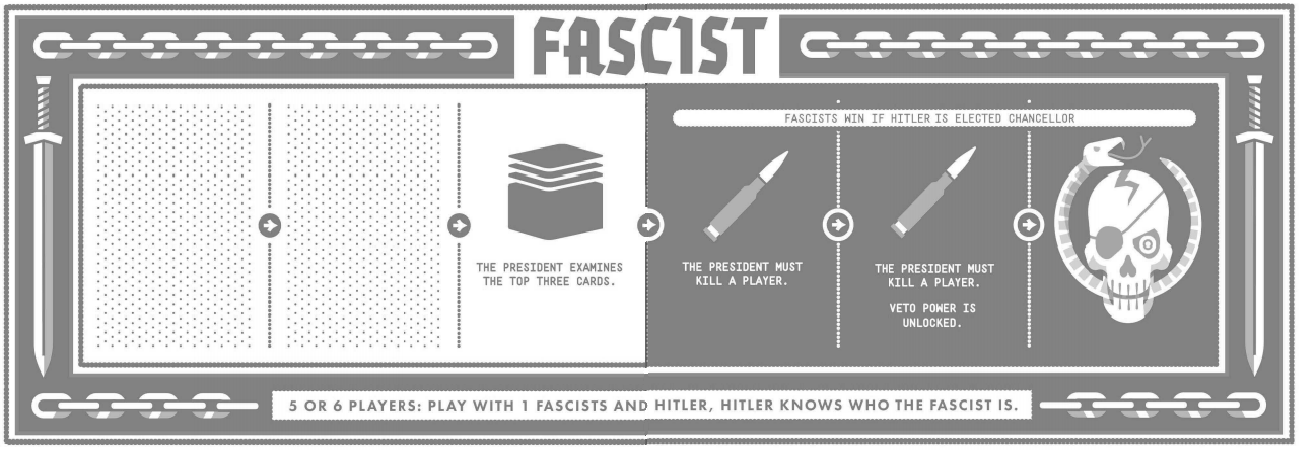 FASCIST
FASCISTS WIN IF HITLER IS ELECTED CHANCELLOR
THE PRESIDENT EXAMINES
THE TOP THREE CARDS.
THE PRESIDENT MUST
KILL A PLAYER.
THE PRESIDENT MUST
KILL A PLAYER.
VETO POWER IS
UNLOCKED.
5 OR 6 PLAYERS: PLAY WITH 1 FASCISTS AND HITLER, HITLER KNOWS WHO THE FASCIST IS.